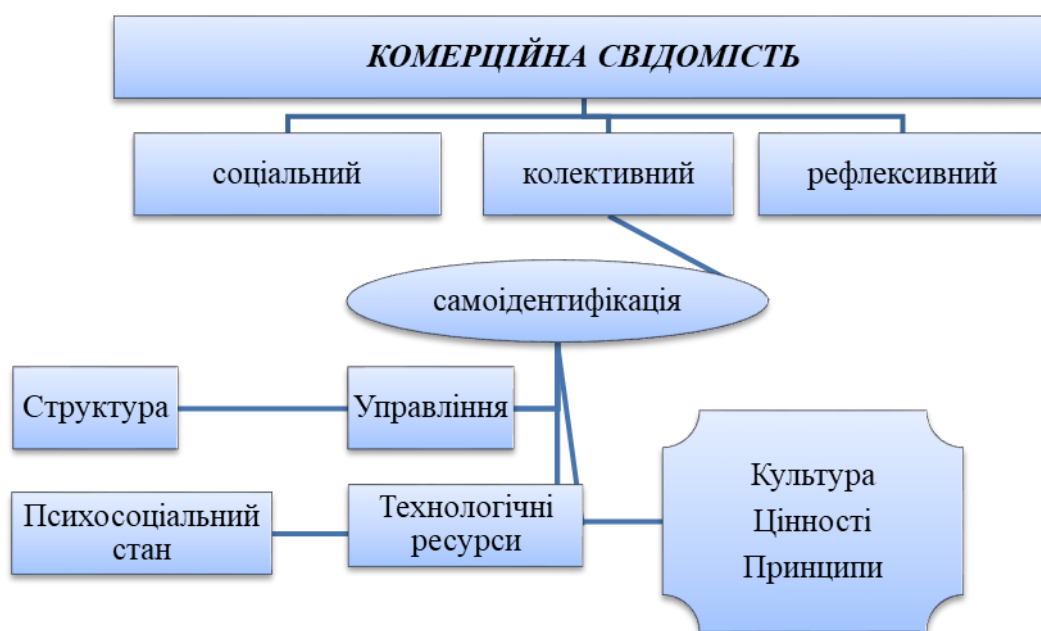 КОМЕРЦІЙНА СВІДОМІСТЬ
соціальний
колективний
рефлексивний
самоідентифікація
Структура
Управління
Психосоціальний
стан
Технологічні
ресурси
Культура
Цінності
Принципи